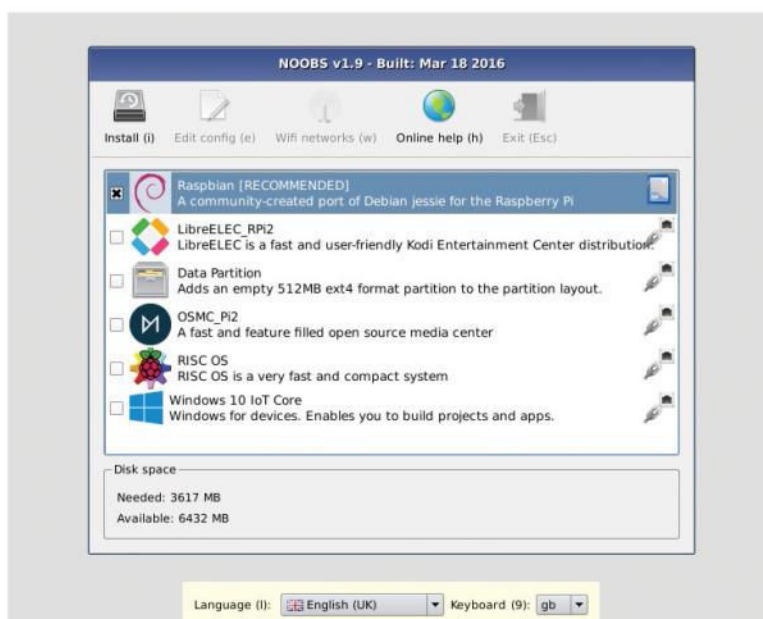 NOOBS v1.9 - Built: Mar 18 2016
Install (i) Edit config (e) Wifi networks (w) Online help (h) Exit (Esc)
Raspbian [RECOMMENDED]
A community-created port of Debian jessie for the Raspberry Pi
LibreELEC_RPi2
LibreELEC is a fast and user-friendly Kodi Entertainment Center distribution.
Data Partition
Adds an empty 512MB ext4 format partition to the partition layout.
OSMC_Pi2
A fast and feature filled open source media center
RISC OS
RISC OS is a very fast and compact system
Windows 10 IoT Core
Windows for devices. Enables you to build projects and apps.
Disk space
Needed: 3617 MB
Available: 6432 MB
Language (l): English (UK) Keyboard (9): gb